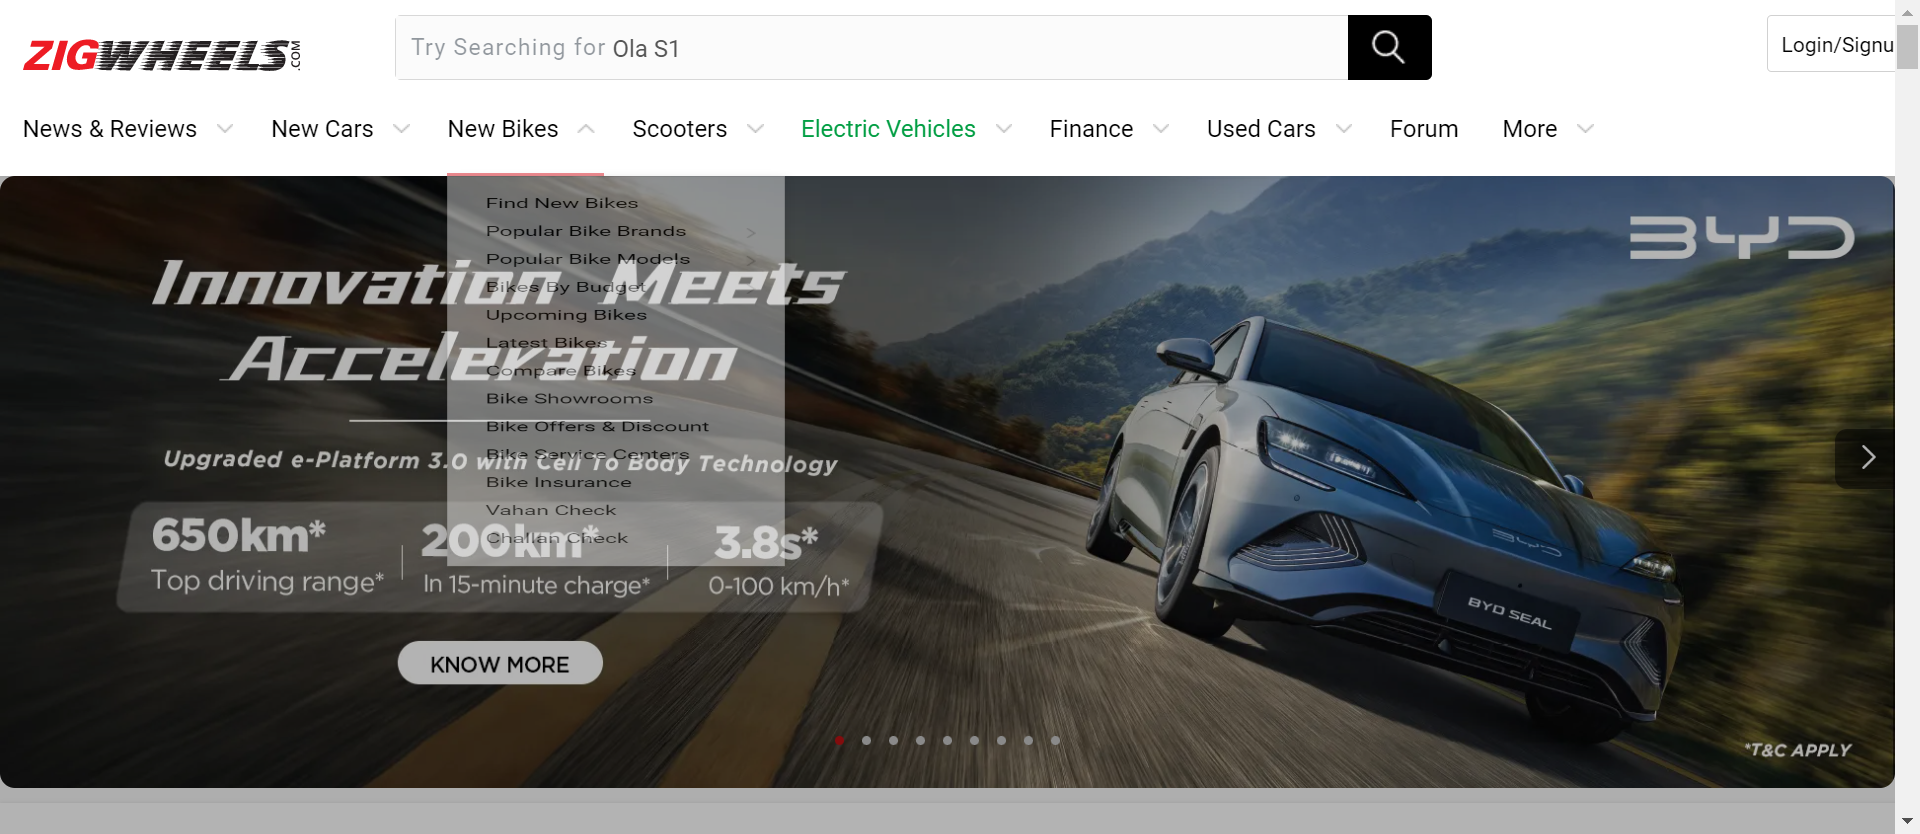 ZIGWHEELS.COM
Try Searching for Ola S1
Login/Signu
News & Reviews
New Cars
New Bikes
Scooters
Electric Vehicles
Finance
Used Cars
Forum
More
Find New Bikes
Popular Bike Brands
Popular Bike Models
Bikes By Budget
Upcoming Bikes
Latest Bikes
Compare Bikes
Bike Showrooms
Bike Offers & Discount
Bike Service Centers
Bike Insurance
Vahan Check
Challan Check
BYD
Innovation Meets
Acceleration
Upgraded e-Platform 3.0 with Cell To Body Technology
650km*
Top driving range*
200km*
In 15-minute charge*
3.8s*
0-100 km/h*
KNOW MORE
BYD
BYD SEAL
*T&C APPLY